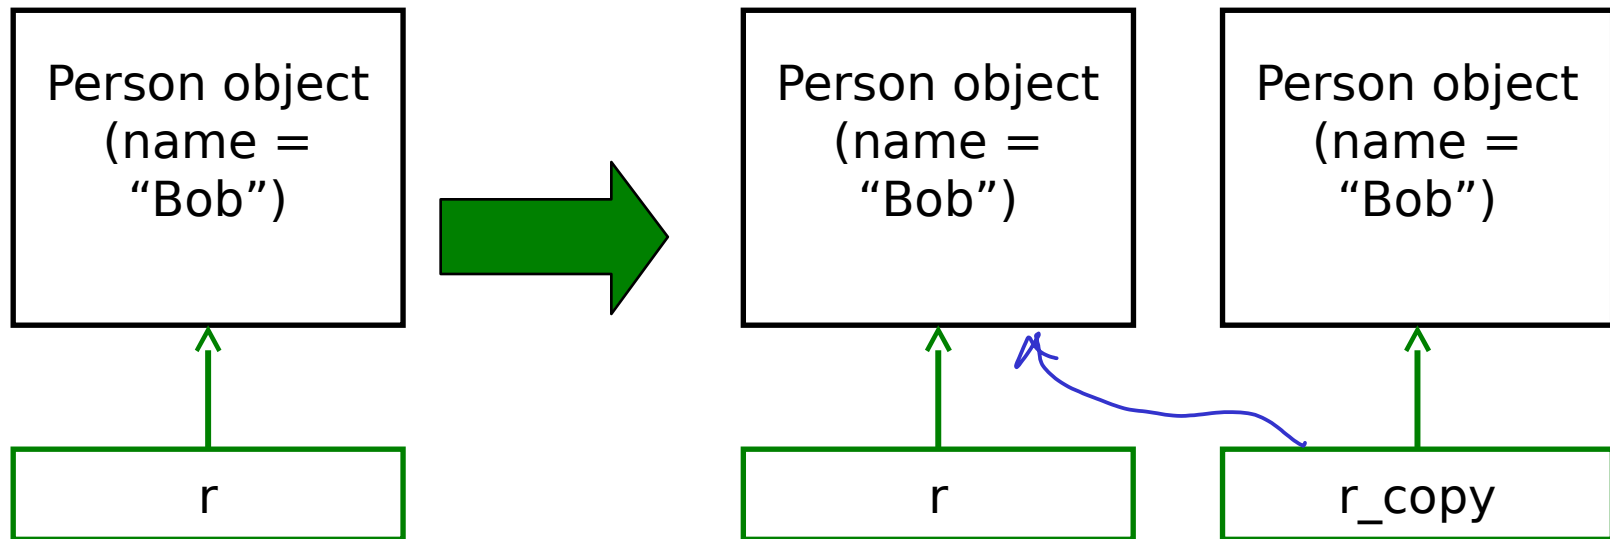 Person object
(name =
“Bob”)
r
Person object
(name =
“Bob”)
r
Person object
(name =
“Bob”)
r_copy